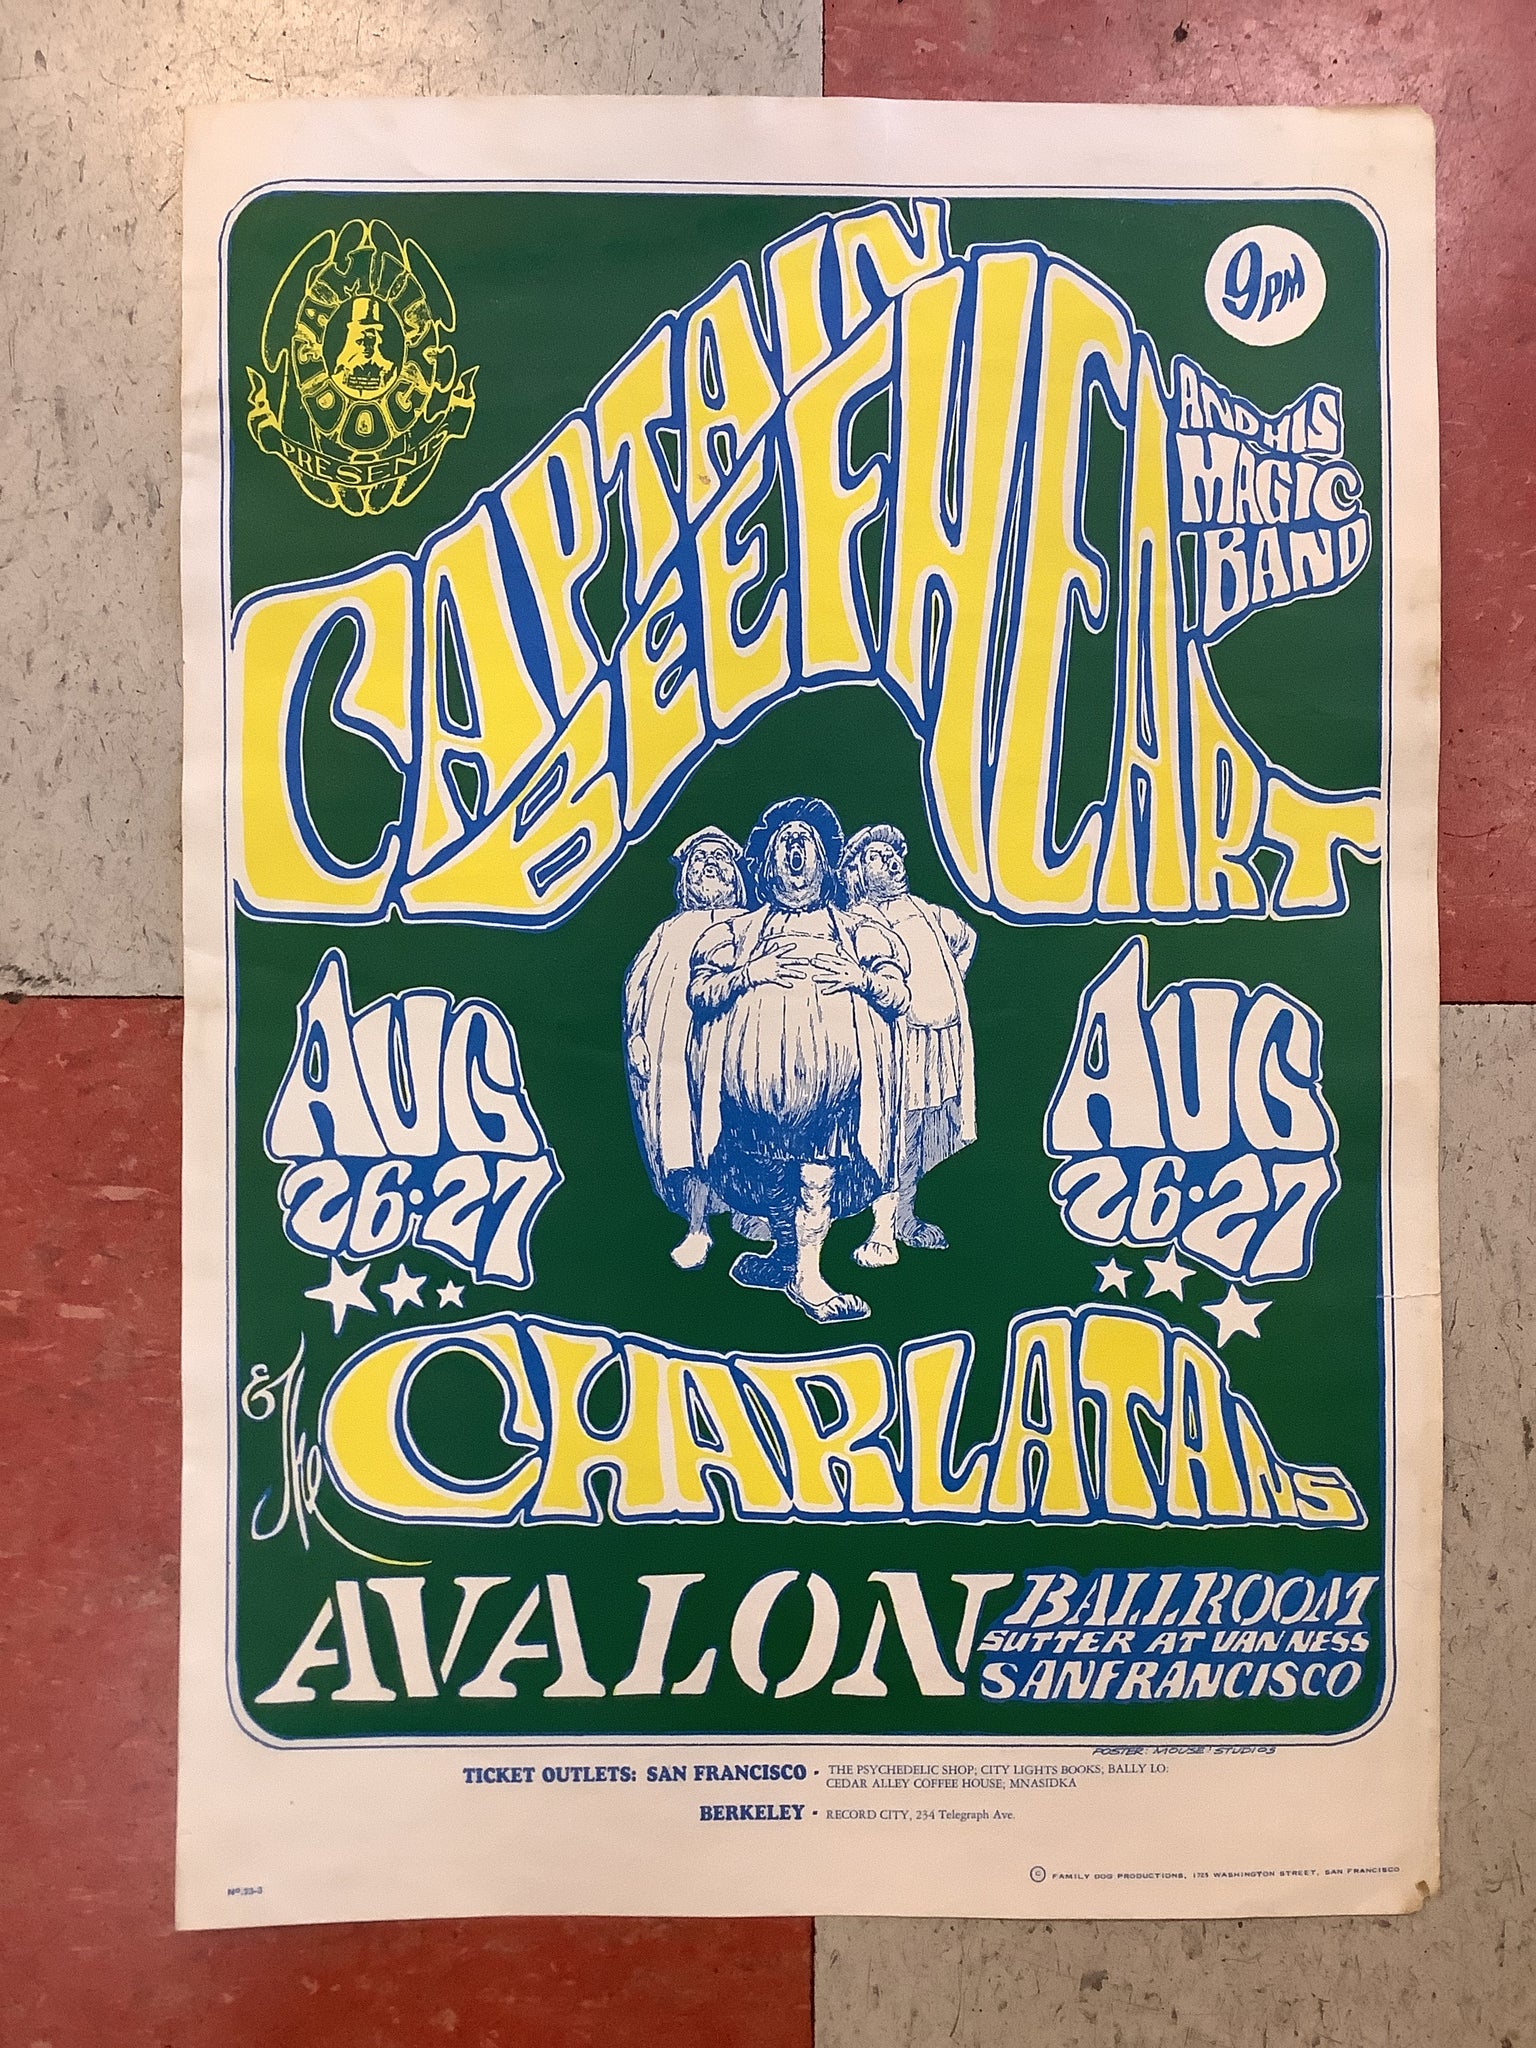 FAMILY
DOG
PRESENTS
9 PM
CAPTAIN
BEEFHEART
AND HIS
MAGIC
BAND
AUG
26·27
AUG
26·27
& The CHARLATANS
AVALON BALLROOM
SUTTER AT VAN NESS
SAN FRANCISCO
POSTER: MOUSE! STUDIOS
TICKET OUTLETS: SAN FRANCISCO · THE PSYCHEDELIC SHOP; CITY LIGHTS BOOKS; BALLY LO;
CEDAR ALLEY COFFEE HOUSE; MNASIDKA
BERKELEY · RECORD CITY, 234 Telegraph Ave.
© FAMILY DOG PRODUCTIONS, 1725 WASHINGTON STREET, SAN FRANCISCO